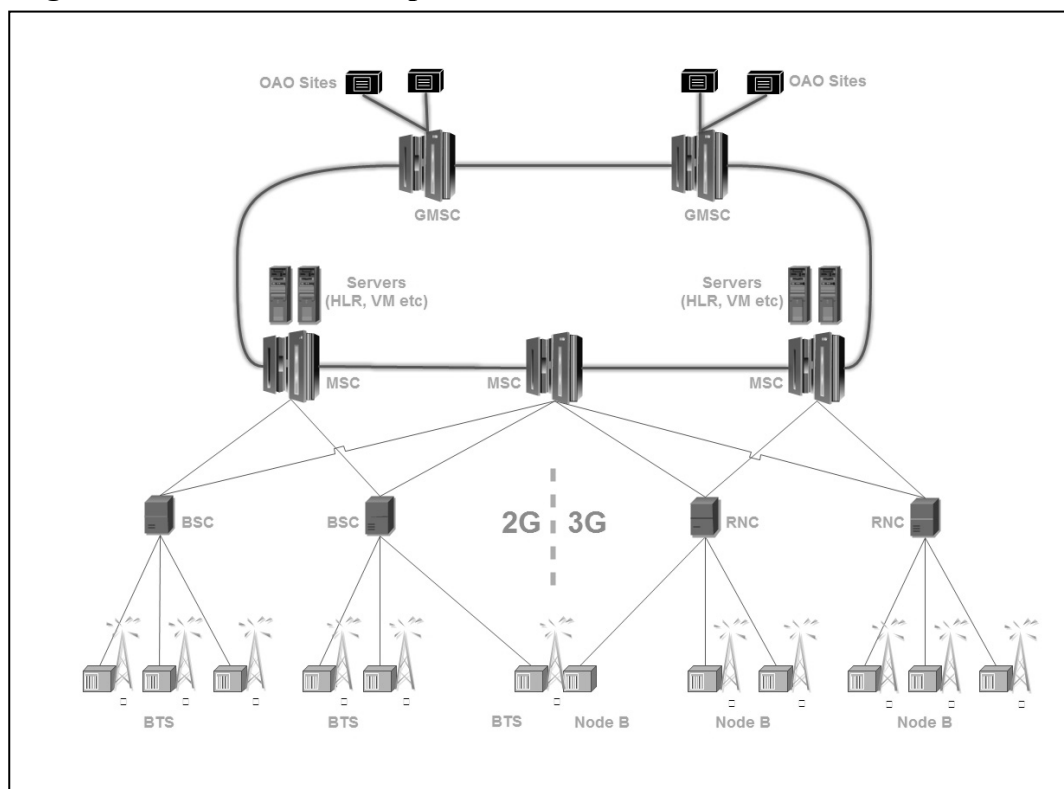 OAO Sites
OAO Sites
GMSC
GMSC
Servers
(HLR, VM etc)
Servers
(HLR, VM etc)
MSC
MSC
MSC
BSC
BSC
2G
3G
RNC
RNC
BTS
BTS
BTS
Node B
Node B
Node B